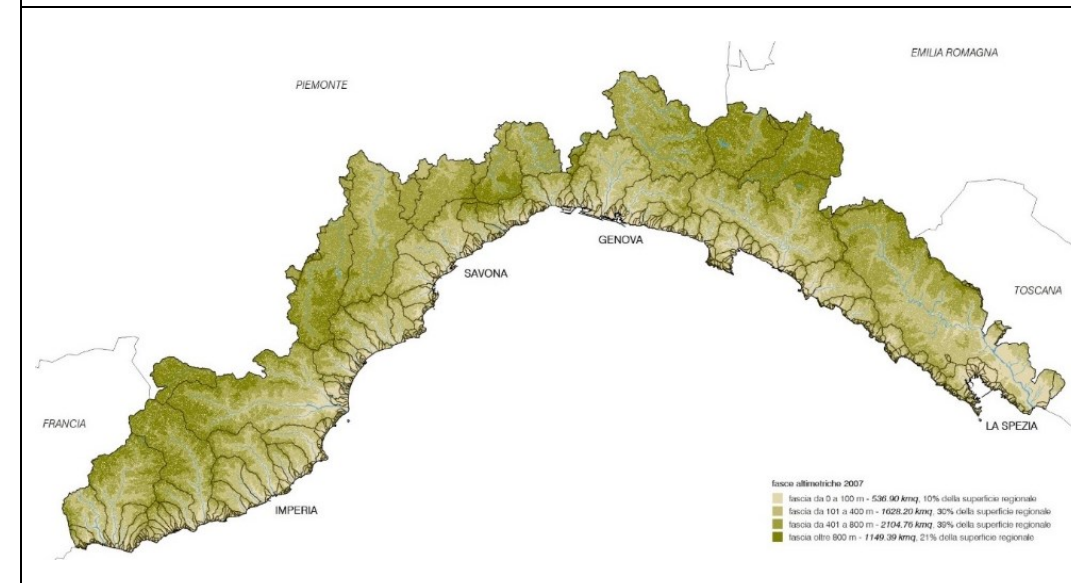 EMILIA ROMAGNA
PIEMONTE
GENOVA
SAVONA
TOSCANA
FRANCIA
LA SPEZIA
IMPERIA
fasce altimetriche 2007
fascia da 0 a 100 m - 536.90 kmq, 10% della superficie regionale
fascia da 101 a 400 m - 1628.20 kmq, 30% della superficie regionale
fascia da 401 a 800 m - 2104.76 kmq, 39% della superficie regionale
fascia oltre 800 m - 1149.39 kmq, 21% della superficie regionale